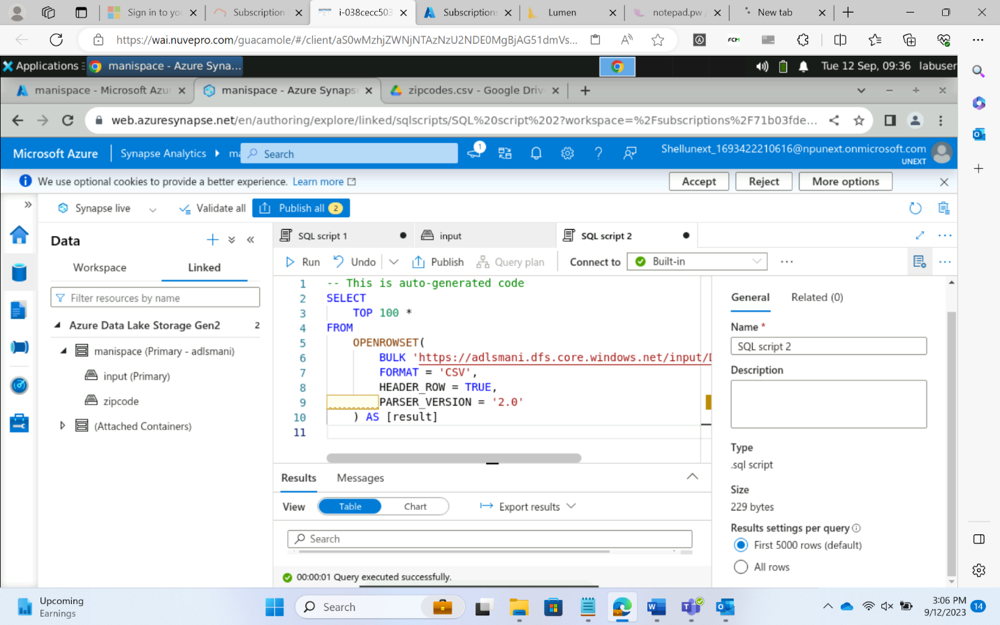 Sign in to yo
Subscription
i-038cecc503
Subscriptions
Lumen
notepad.pw
New tab
https://wai.nuvepro.com/guacamole/#/client/aS0wMzhjZWNjNTAzNzU2NDE0MgBjAG51dmVs...
Applications
manispace - Azure Syna...
Tue 12 Sep, 09:36 labuser
manispace - Microsoft Azu
manispace - Azure Synaps
zipcodes.csv - Google Driv
web.azuresynapse.net/en/authoring/explore/linked/sqlscripts/SQL%20script%202?workspace=%2Fsubscriptions%2F71b03fde...
Microsoft Azure
Synapse Analytics
ma
Search
1
Shellunext_1693422210616@npunext.onmicrosoft.com
UNEXT
We use optional cookies to provide a better experience. Learn more
Accept
Reject
More options
Synapse live
Validate all
Publish all 2
Data
Workspace
Linked
Filter resources by name
Azure Data Lake Storage Gen2 2
manispace (Primary - adlsmani)
input (Primary)
zipcode
(Attached Containers)
SQL script 1
input
SQL script 2
Run
Undo
Publish
Query plan
Connect to
Built-in
1 -- This is auto-generated code
2 SELECT
3 TOP 100 *
4 FROM
5 OPENROWSET(
6 BULK 'https://adlsmani.dfs.core.windows.net/input/D
7 FORMAT = 'CSV',
8 HEADER_ROW = TRUE,
9 PARSER_VERSION = '2.0'
10 ) AS [result]
11
Results
Messages
View
Table
Chart
Export results
Search
00:00:01 Query executed successfully.
General
Related (0)
Name *
SQL script 2
Description
Type
.sql script
Size
229 bytes
Results settings per query
First 5000 rows (default)
All rows
Upcoming
Earnings
Search
3:06 PM
9/12/2023
14